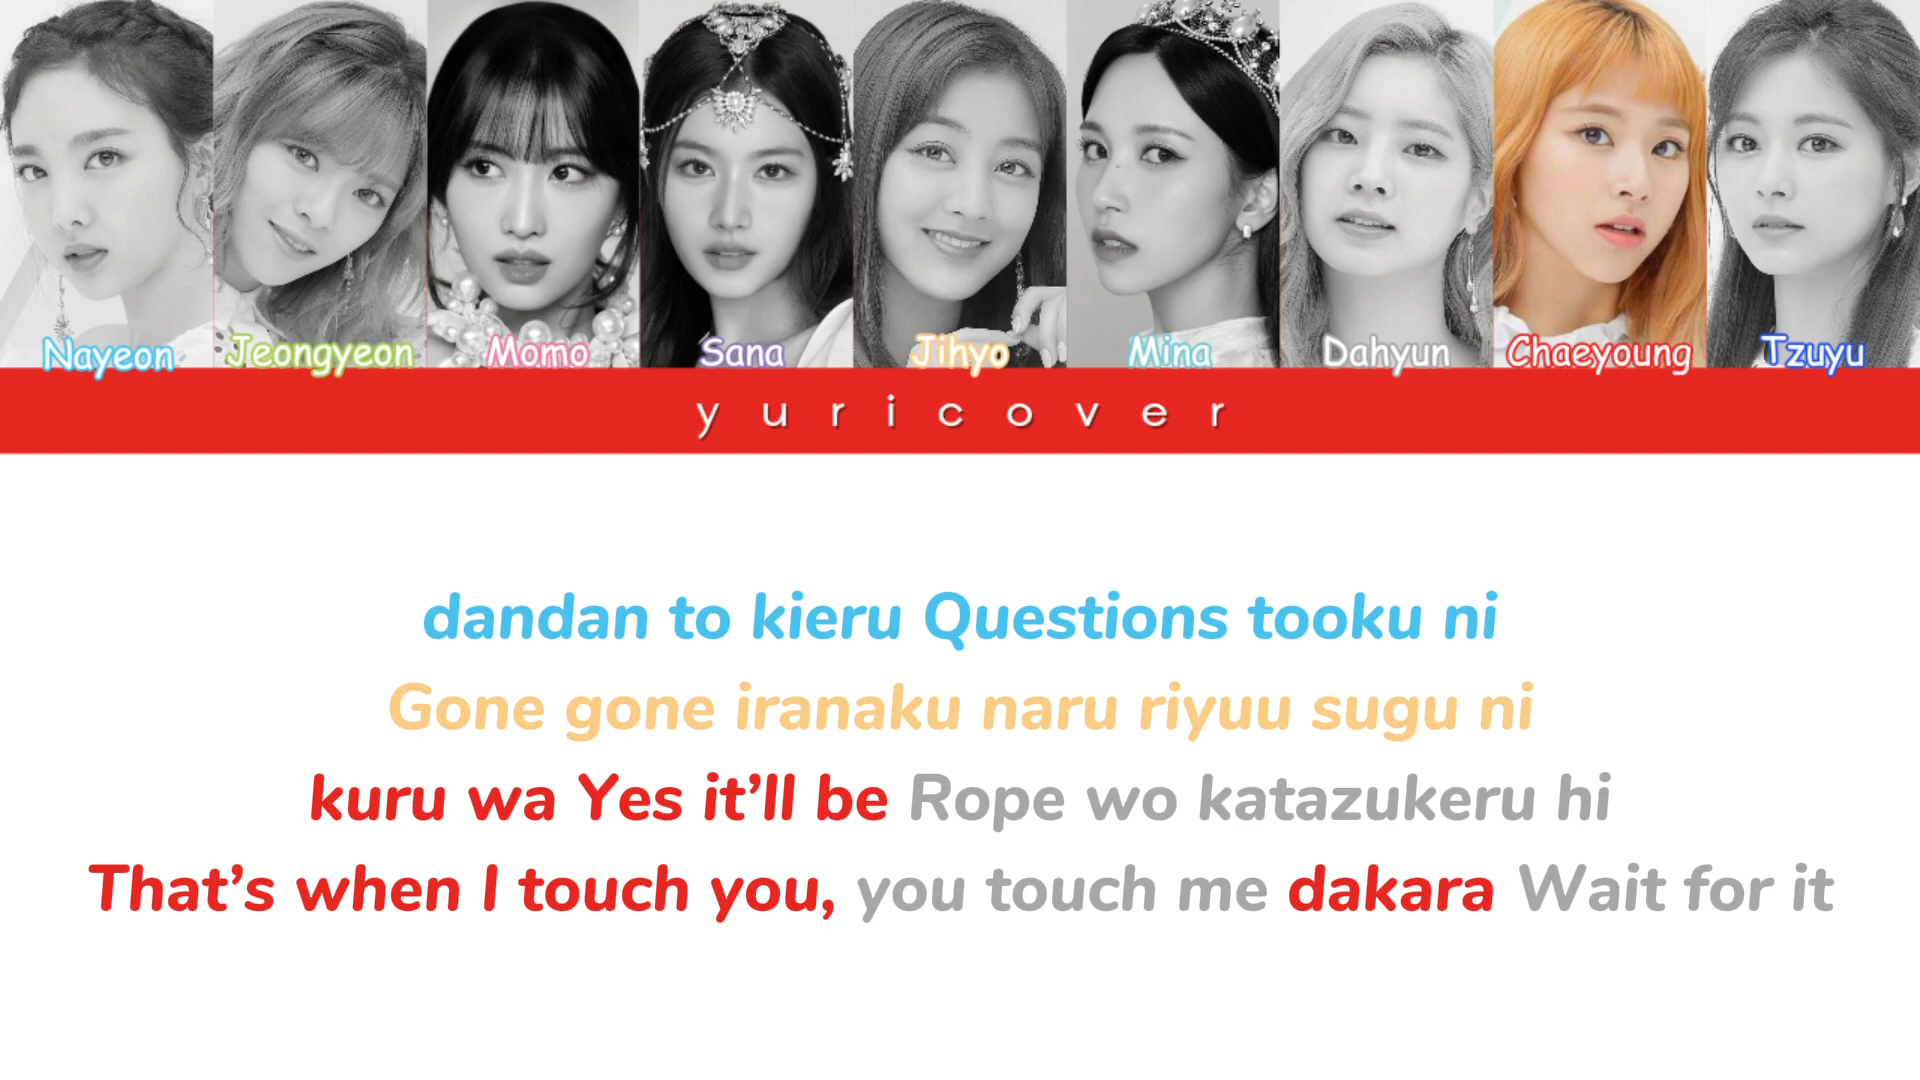 Nayeon Jeongyeon Momo Sana Jihyo Mina Dahyun Chaeyoung Tzuyu
yuricover
dandan to kieru Questions tooku ni
Gone gone iranaku naru riyuu sugu ni
kuru wa Yes it’ll be Rope wo katazukeru hi
That’s when I touch you, you touch me dakara Wait for it